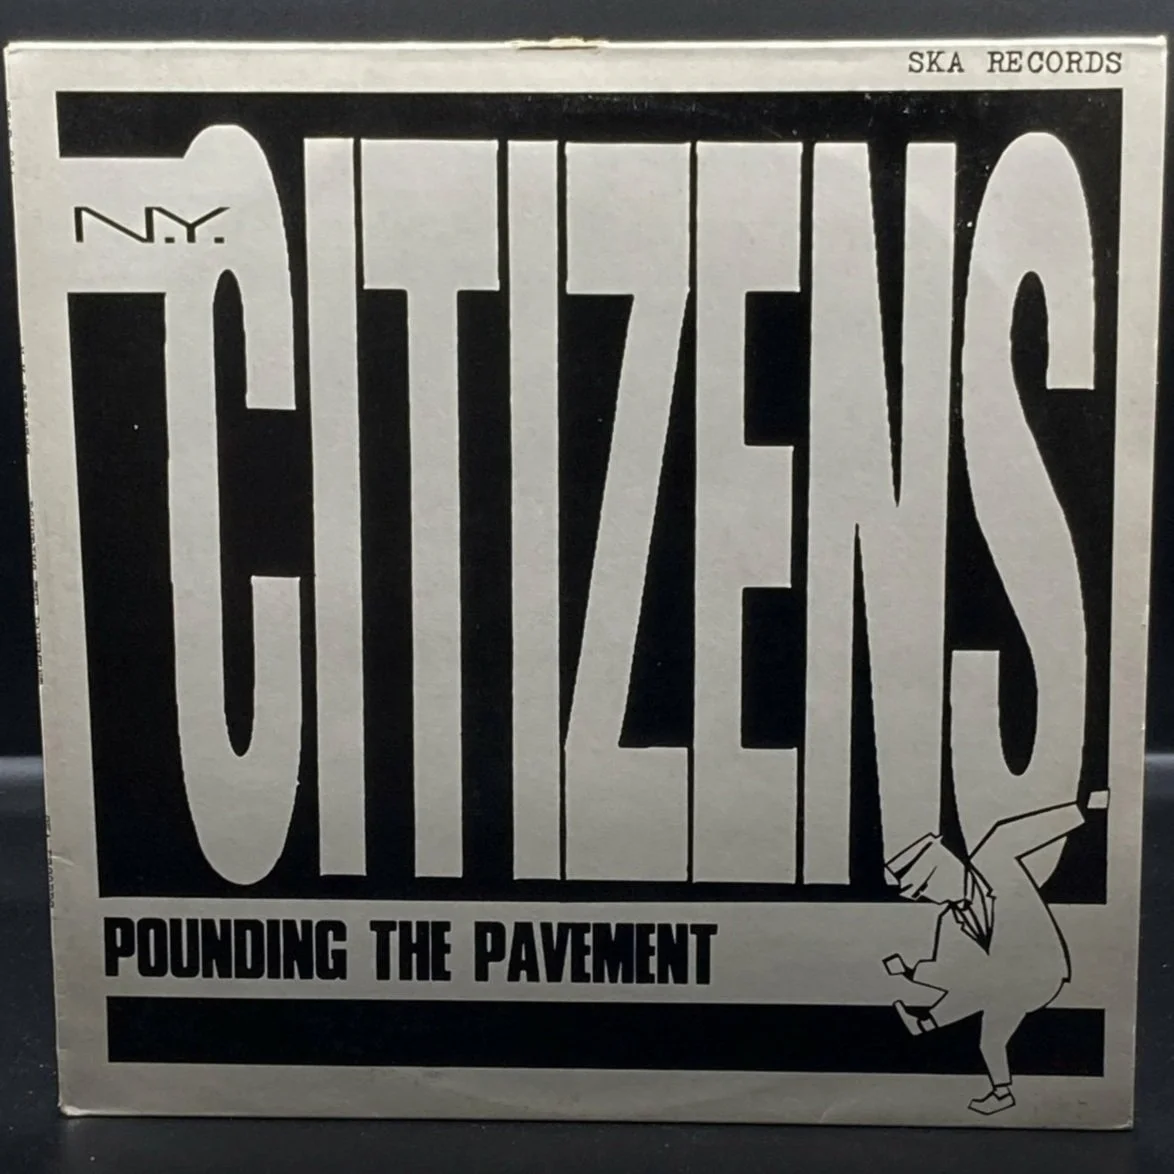 SKA RECORDS
N.Y.
CITIZENS
POUNDING THE PAVEMENT